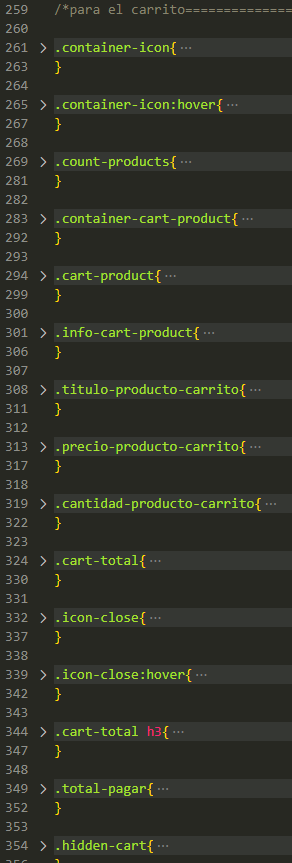 259 /*para el carrito==============
260
261 > .container-icon{ ···
263 }
264
265 > .container-icon:hover{ ···
267 }
268
269 > .count-products{ ···
281 }
282
283 > .container-cart-product{ ···
292 }
293
294 > .cart-product{ ···
299 }
300
301 > .info-cart-product{ ···
306 }
307
308 > .titulo-producto-carrito{ ···
311 }
312
313 > .precio-producto-carrito{ ···
317 }
318
319 > .cantidad-producto-carrito{ ···
322 }
323
324 > .cart-total{ ···
330 }
331
332 > .icon-close{ ···
337 }
338
339 > .icon-close:hover{ ···
342 }
343
344 > .cart-total h3{ ···
347 }
348
349 > .total-pagar{ ···
352 }
353
354 > .hidden-cart{ ···